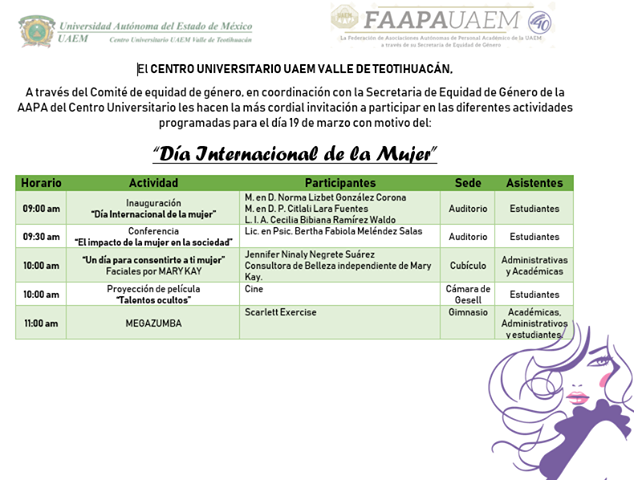 Universidad Autónoma del Estado de México
UAEM Centro Universitario UAEM Valle de Teotihuacán
FAAPAUAEM
La Federación de Asociaciones Autónomas de Personal Académico de la UAEM
a través de su Secretaría de Equidad de Género
El CENTRO UNIVERSITARIO UAEM VALLE DE TEOTIHUACÁN,
A través del Comité de equidad de género, en coordinación con la Secretaria de Equidad de Género de la
AAPA del Centro Universitario les hacen la más cordial invitación a participar en las diferentes actividades
programadas para el día 19 de marzo con motivo del:
“Día Internacional de la Mujer”
Horario Actividad Participantes Sede Asistentes
09:00 am Inauguración “Día Internacional de la mujer” M. en D. Norma Lizbet González Corona
M. en D. P. Citlali Lara Fuentes
L. I. A. Cecilia Bibiana Ramírez Waldo Auditorio Estudiantes
09:30 am Conferencia
“El impacto de la mujer en la sociedad” Lic. en Psic. Bertha Fabiola Meléndez Salas Auditorio Estudiantes
10:00 am “Un día para consentirte a ti mujer”
Faciales por MARY KAY Jennifer Ninaly Negrete Suárez
Consultora de Belleza independiente de Mary
Kay. Cubículo Administrativas
y Académicas
10:00 am Proyección de película
“Talentos ocultos” Cine Cámara de
Gesell Estudiantes
11:00 am MEGAZUMBA Scarlett Exercise Gimnasio Académicas,
Administrativos
y estudiantes.